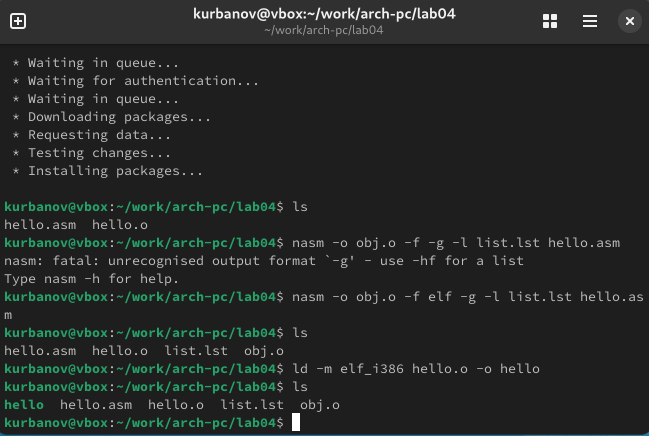 kurbanov@vbox:~/work/arch-pc/lab04
~/work/arch-pc/lab04
* Waiting in queue...
* Waiting for authentication...
* Waiting in queue...
* Downloading packages...
* Requesting data...
* Testing changes...
* Installing packages...
kurbanov@vbox:~/work/arch-pc/lab04$ ls
hello.asm  hello.o
kurbanov@vbox:~/work/arch-pc/lab04$ nasm -o obj.o -f -g -l list.lst hello.asm
nasm: fatal: unrecognised output format `-g' - use -hf for a list
Type nasm -h for help.
kurbanov@vbox:~/work/arch-pc/lab04$ nasm -o obj.o -f elf -g -l list.lst hello.as
m
kurbanov@vbox:~/work/arch-pc/lab04$ ls
hello.asm  hello.o  list.lst  obj.o
kurbanov@vbox:~/work/arch-pc/lab04$ ld -m elf_i386 hello.o -o hello
kurbanov@vbox:~/work/arch-pc/lab04$ ls
hello  hello.asm  hello.o  list.lst  obj.o
kurbanov@vbox:~/work/arch-pc/lab04$